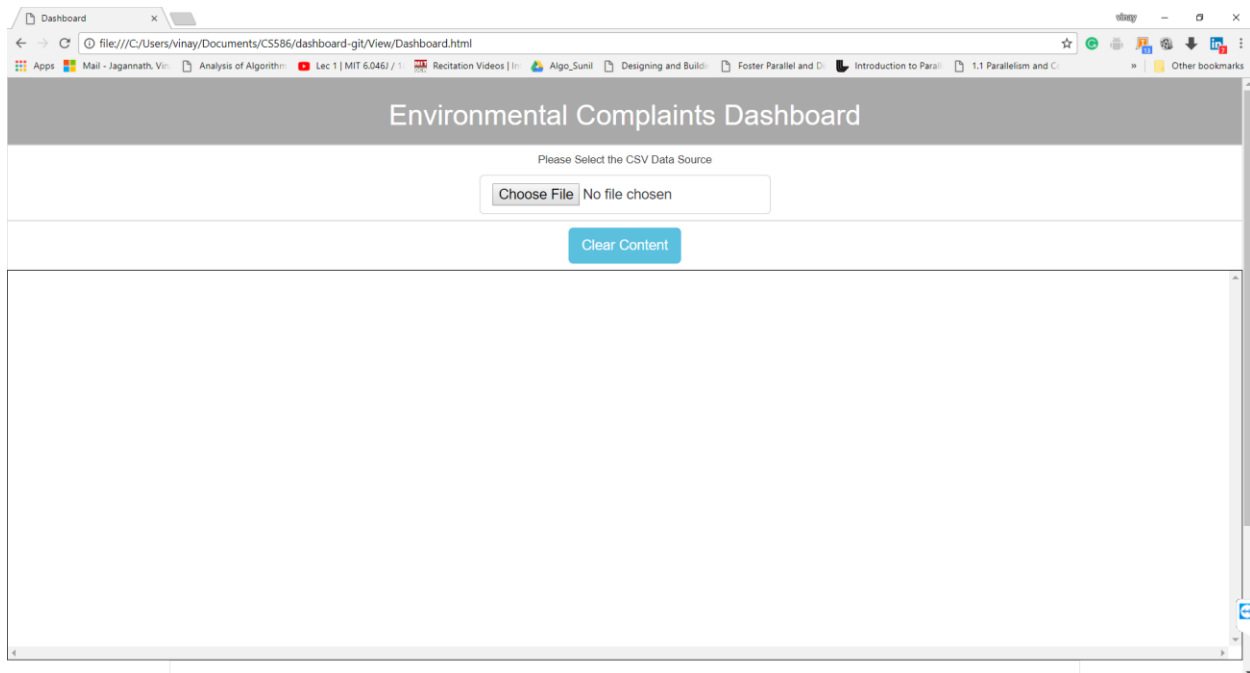 Dashboard
vinay
file:///C:/Users/vinay/Documents/CS586/dashboard-git/View/Dashboard.html
Apps Mail - Jagannath, Vin Analysis of Algorithm Lec 1 | MIT 6.046J / 1 Recitation Videos | In Algo_Sunil Designing and Buildi Foster Parallel and D Introduction to Parall 1.1 Parallelism and Co » Other bookmarks
Environmental Complaints Dashboard
Please Select the CSV Data Source
Choose File No file chosen
Clear Content